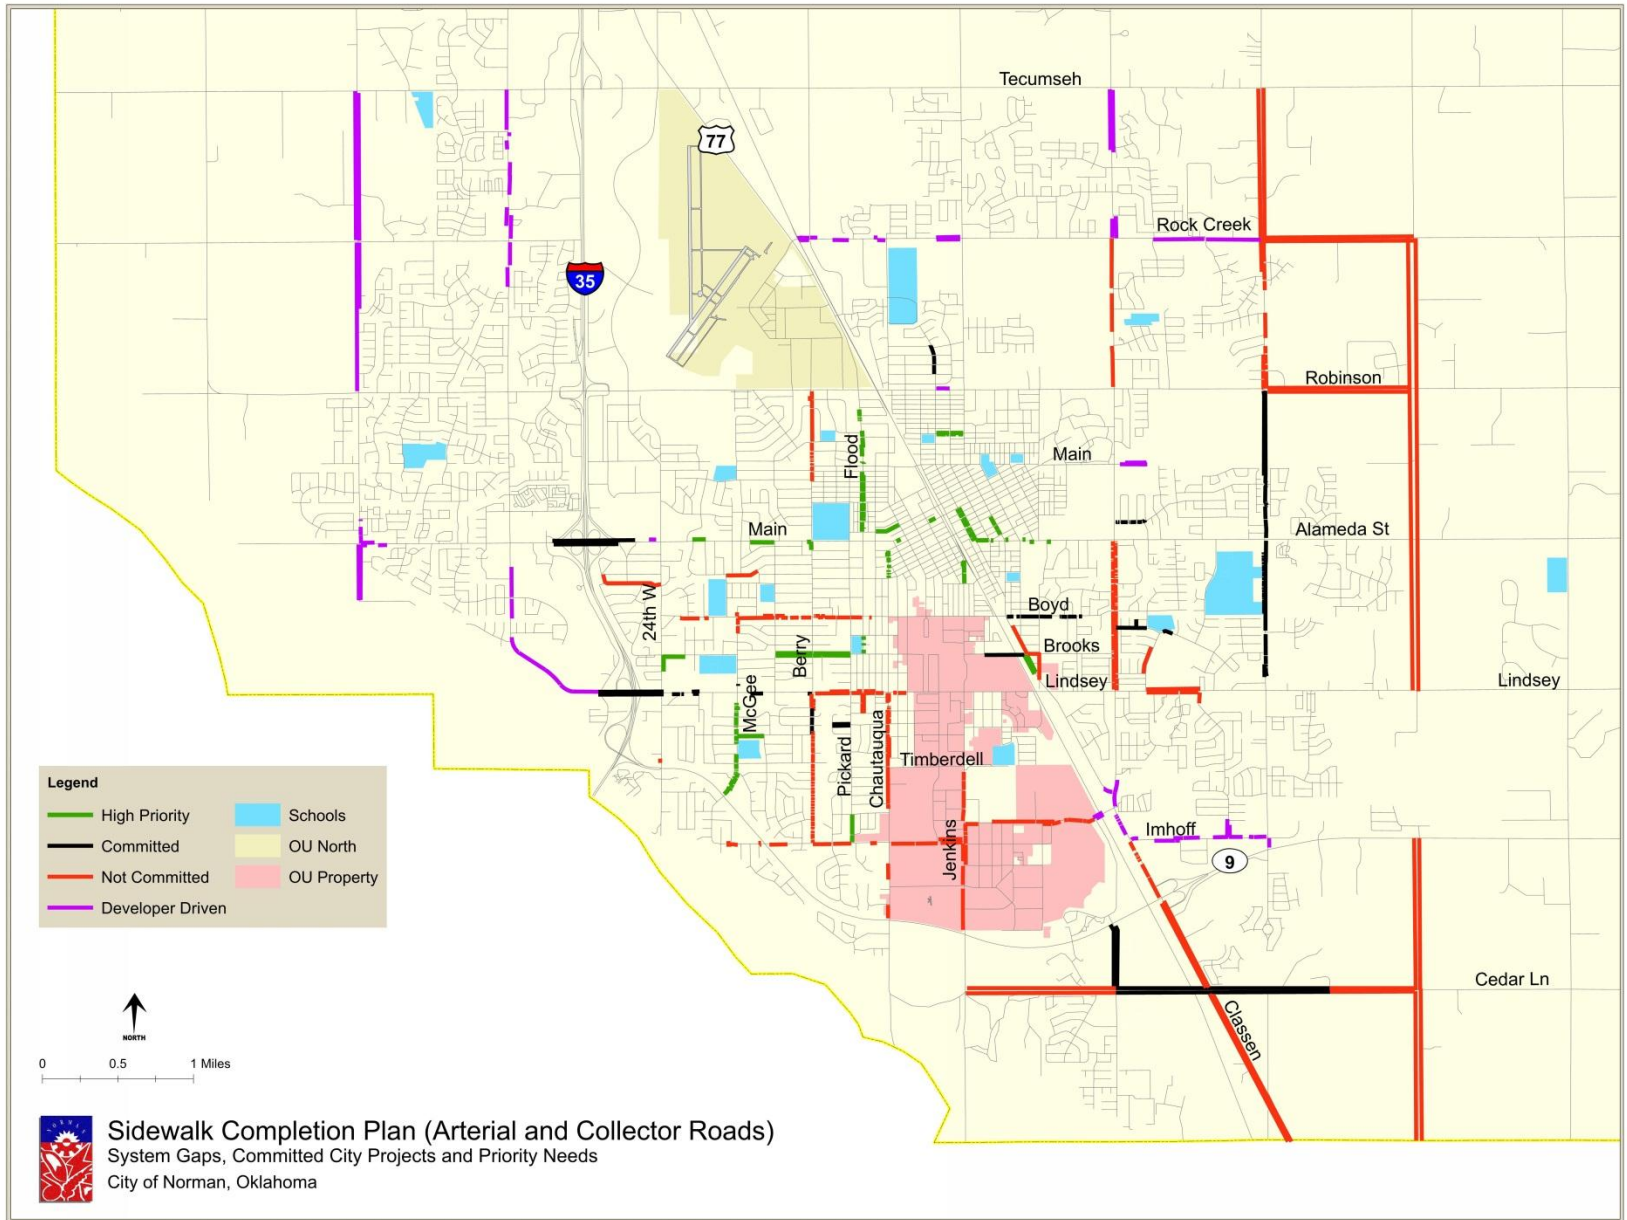 Tecumseh
77
Rock Creek
35
Robinson
Flood
Main
Main
Alameda St
24th W
Boyd
Berry
Brooks
Lindsey
Lindsey
McGee
Pickard
Chautauqua
Timberdell
Jenkins
Imhoff
9
Cedar Ln
Classen
Legend
High Priority
Committed
Not Committed
Developer Driven
Schools
OU North
OU Property
NORTH
0 0.5 1 Miles
NORMAN
Sidewalk Completion Plan (Arterial and Collector Roads)
System Gaps, Committed City Projects and Priority Needs
City of Norman, Oklahoma